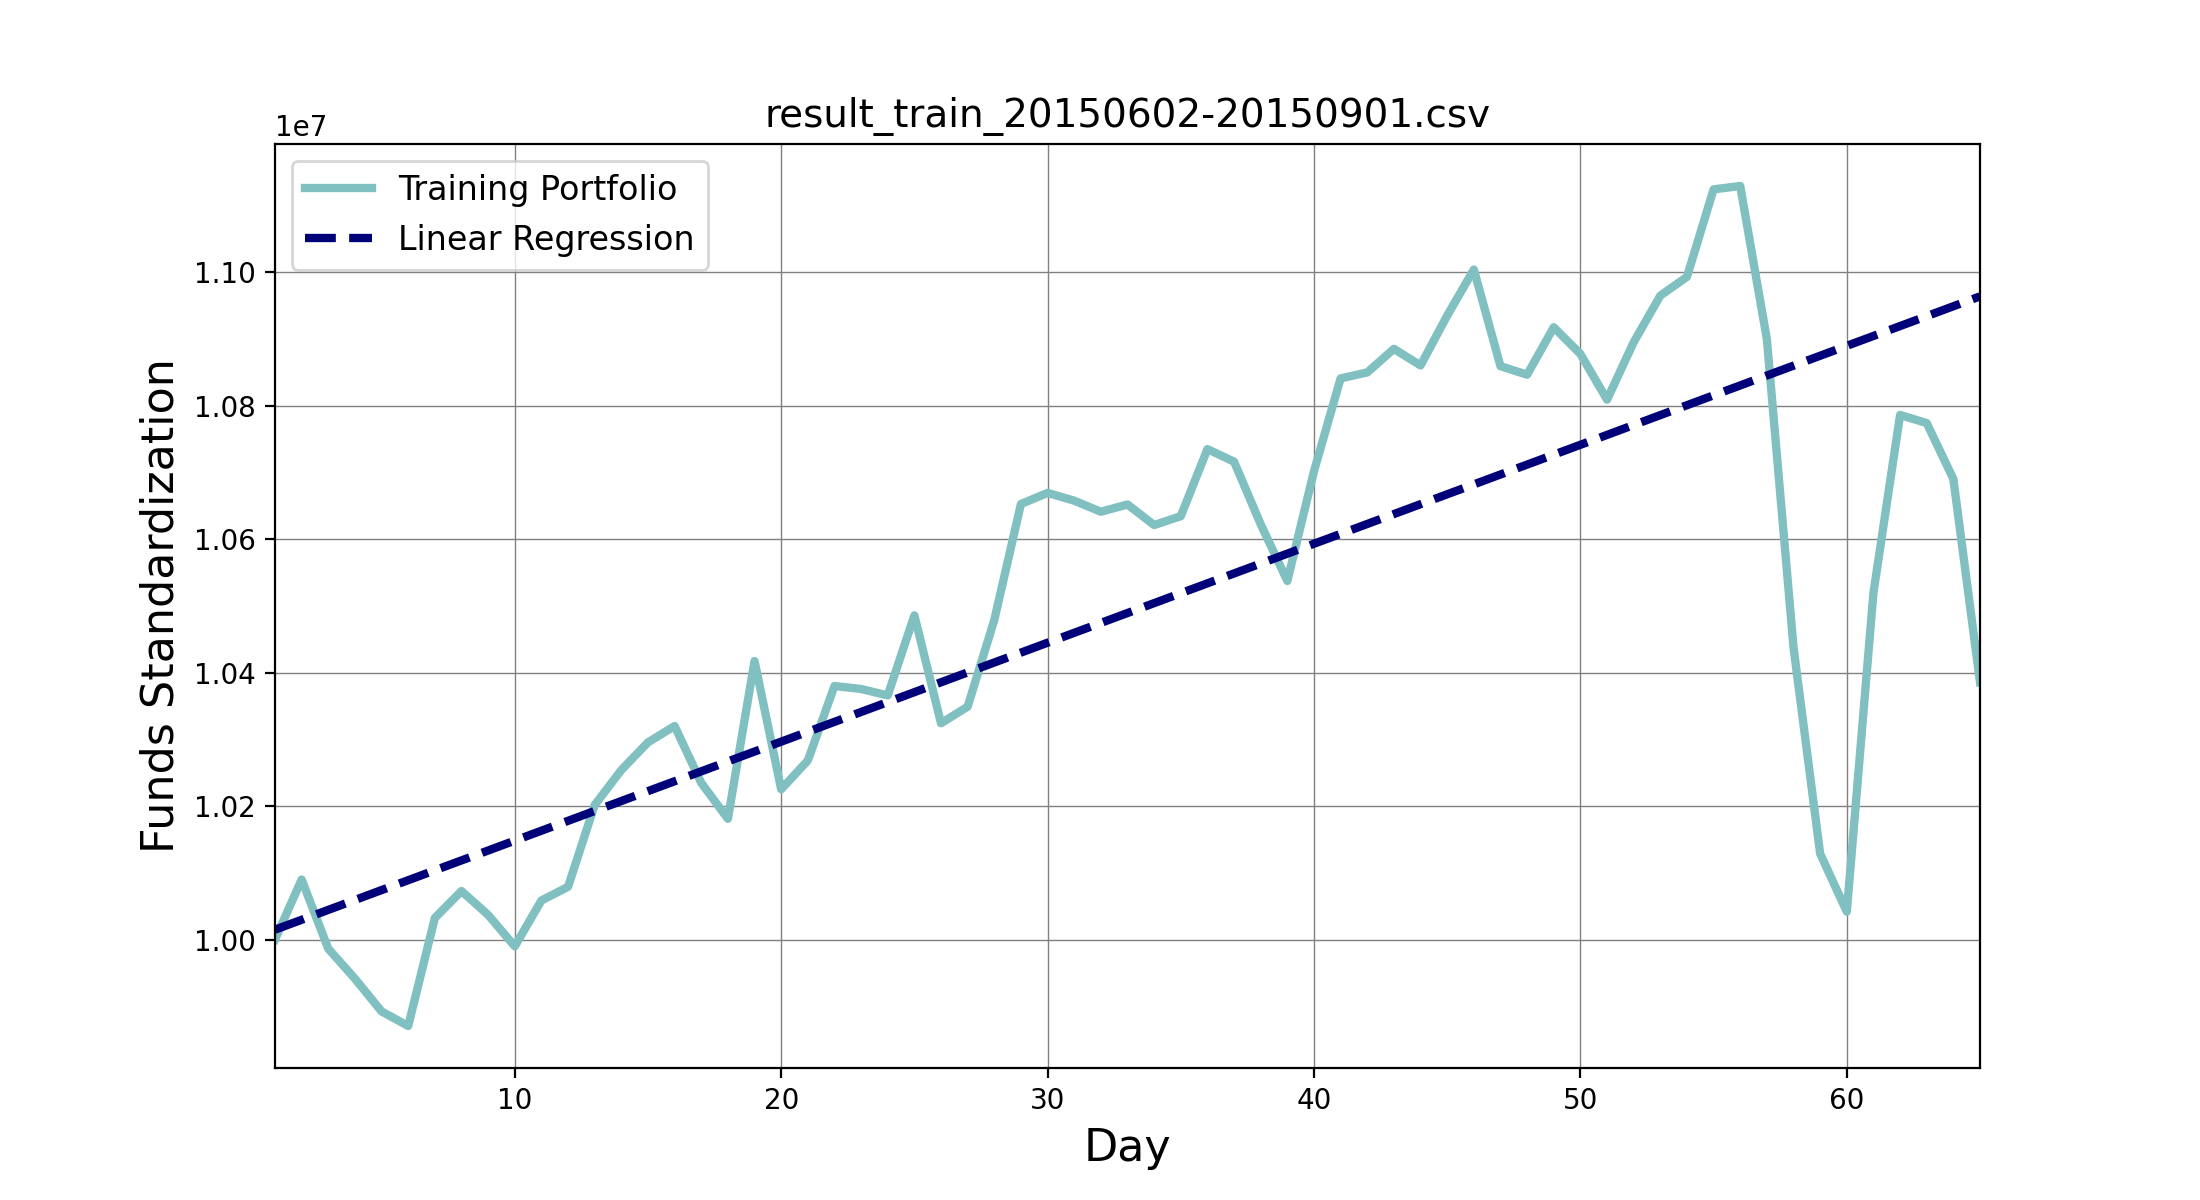 result_train_20150602-20150901.csv
1e7
Training Portfolio
Linear Regression
1.10
1.08
1.06
1.04
1.02
1.00
Funds Standardization
10 20 30 40 50 60
Day